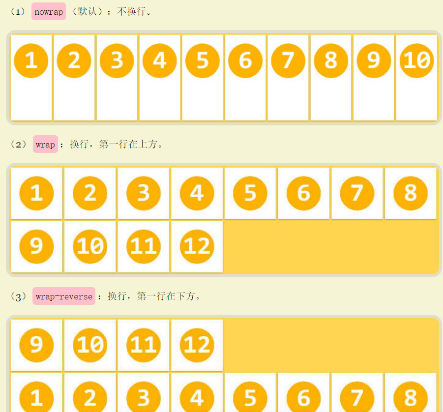 （1） nowrap （默认）：不换行。
1 2 3 4 5 6 7 8 9 10
（2） wrap ：换行，第一行在上方。
1 2 3 4 5 6 7 8
9 10 11 12
（3） wrap-reverse ：换行，第一行在下方。
9 10 11 12
1 2 3 4 5 6 7 8